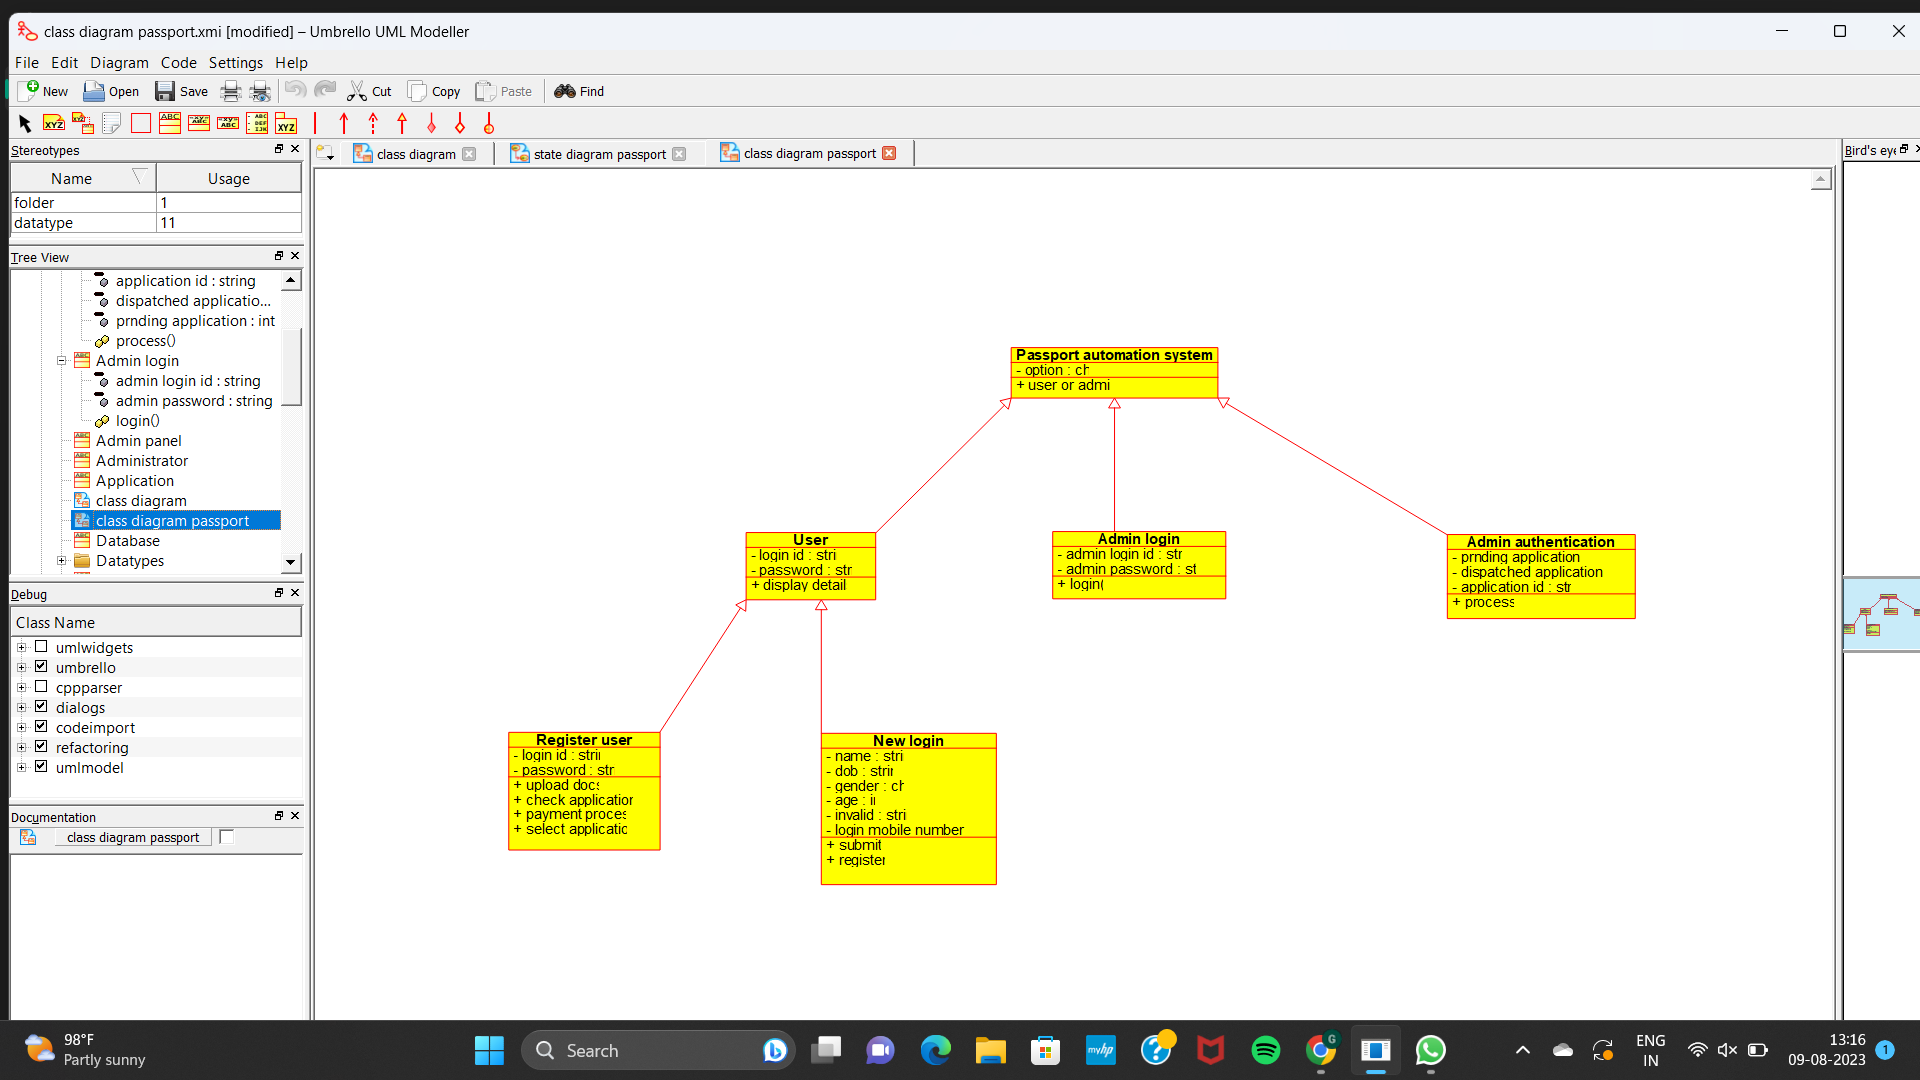 class diagram passport.xmi [modified] – Umbrello UML Modeller
File Edit Diagram Code Settings Help
New Open Save Cut Copy Paste Find
Stereotypes
Name Usage
folder 1
datatype 11
Tree View
application id : string
dispatched applicatio...
prnding application : int
process()
Admin login
admin login id : string
admin password : string
login()
Admin panel
Administrator
Application
class diagram
class diagram passport
Database
Datatypes
Debug
Class Name
umlwidgets
umbrello
cppparser
dialogs
codeimport
refactoring
umlmodel
Documentation
class diagram passport
class diagram
state diagram passport
class diagram passport
Bird's eye
Passport automation system
- option : ch
+ user or admi
User
- login id : stri
- password : str
+ display detail
Admin login
- admin login id : str
- admin password : st
+ login(
Admin authentication
- prnding application
- dispatched application
- application id : str
+ process
Register user
- login id : strii
- password : str
+ upload docs
+ check application
+ payment proces
+ select applicatic
New login
- name : stri
- dob : strir
- gender : ch
- age : ii
- invalid : stri
- login mobile number
+ submit
+ register
98°F
Partly sunny
Search
myhp
G
ENG
IN
13:16
09-08-2023
1